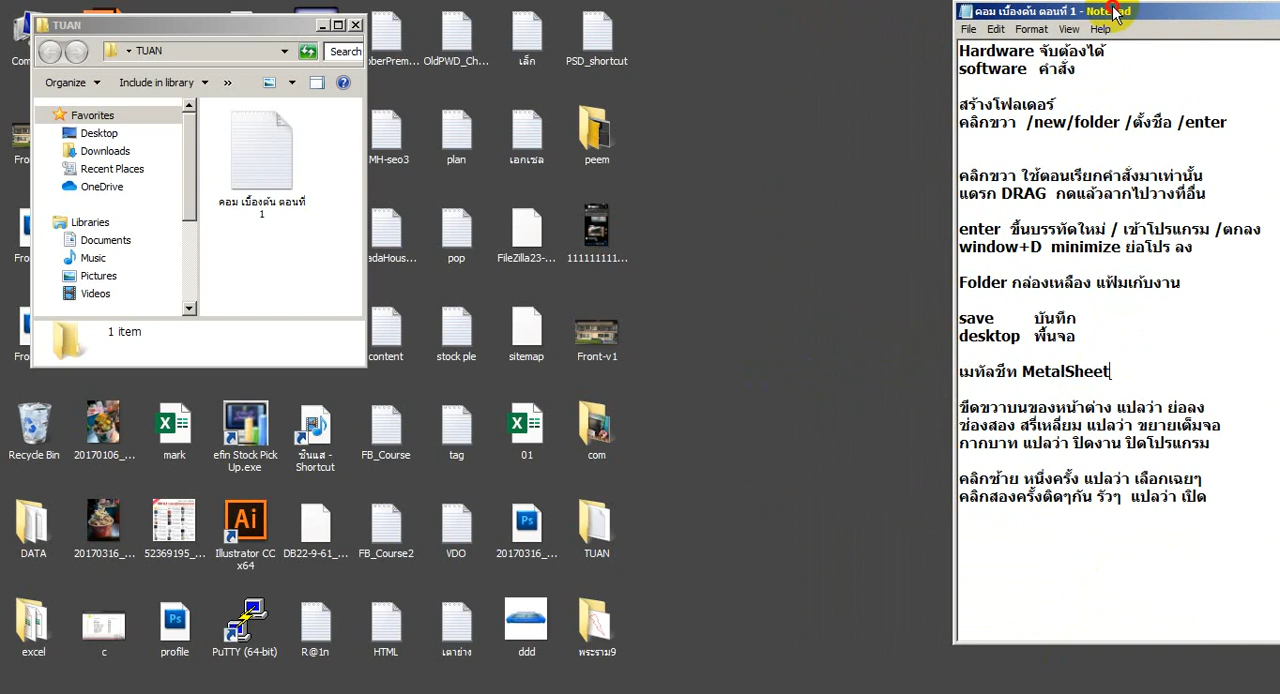 TUAN
TUAN
Search
Organize
Include in library
»
Favorites
Desktop
Downloads
Recent Places
OneDrive
Libraries
Documents
Music
Pictures
Videos
คอม เบื้องต้น ตอนที่
1
1 item
OldPWD_Ch...
เล็ก
PSD_shortcut
MH-seo3
plan
เอกเซล
peem
pop
FileZilla23-...
111111111...
content
stock ple
sitemap
Front-v1
Recycle Bin
20170106_...
mark
efin Stock Pick
Up.exe
ซินแส -
Shortcut
FB_Course
tag
01
com
DATA
20170316_...
52369195_...
Illustrator CC
x64
DB22-9-61_...
FB_Course2
VDO
20170316_...
TUAN
excel
c
profile
PuTTY (64-bit)
R@1n
HTML
เตาย่าง
ddd
พระราม9
คอม เบื้องต้น ตอนที่ 1 - Notepad
File Edit Format View Help
Hardware จับต้องได้
software คำสั่ง
สร้างโฟลเดอร์
คลิกขวา /new/folder /ตั้งชื่อ /enter
คลิกขวา ใช้ตอนเรียกคำสั่งมาเท่านั้น
แดรก DRAG กดแล้วลากไปวางที่อื่น
enter ขึ้นบรรทัดใหม่ / เข้าโปรแกรม /ตกลง
window+D minimize ย่อโปร ลง
Folder กล่องเหลือง แฟ้มเก้บงาน
save บันทึก
desktop พื้นจอ
เมทัลชีท MetalSheet
ขีดขวาบนของหน้าต่าง แปลว่า ย่อลง
ช่องสอง สรี่เหลี่ยม แปลว่า ขยายเต็มจอ
กากบาท แปลว่า ปิดงาน ปิดโปรแกรม
คลิกซ้าย หนึ่งครั้ง แปลว่า เลือกเฉยๆ
คลิกสองครั้งติดๆกัน รัวๆ แปลว่า เปิด